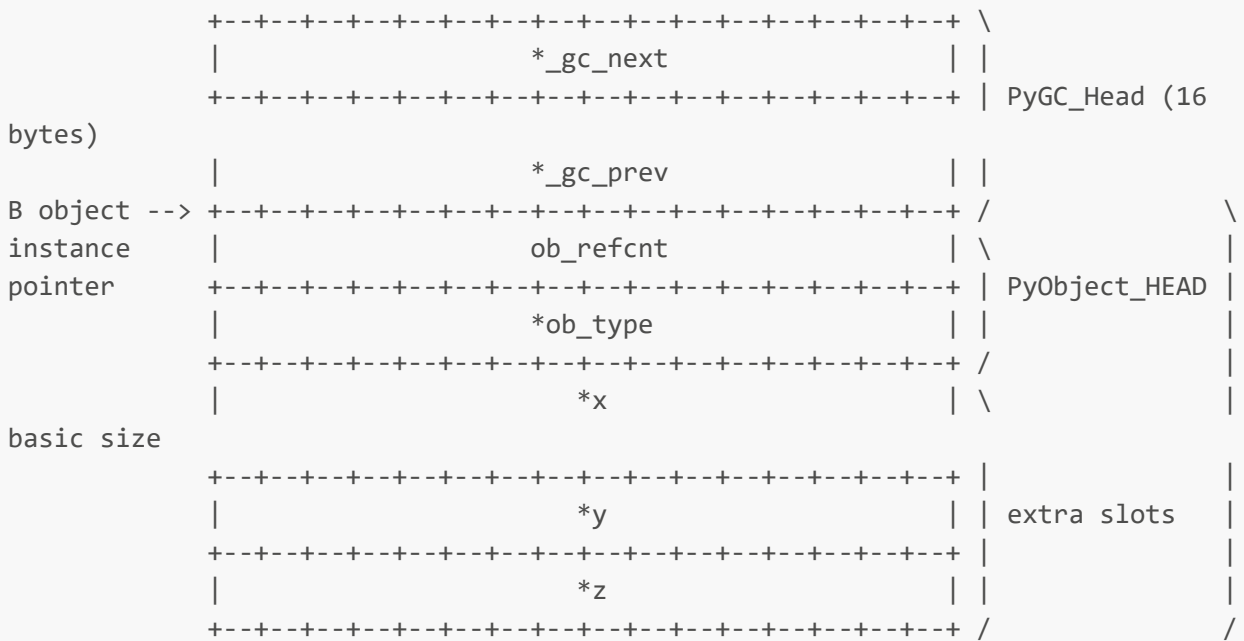 +--+--+--+--+--+--+--+--+--+--+--+--+--+--+--+--+ \
             |                    *_gc_next                  | |
             +--+--+--+--+--+--+--+--+--+--+--+--+--+--+--+--+ | PyGC_Head (16
bytes)
             |                    *_gc_prev                  | |
B object --> +--+--+--+--+--+--+--+--+--+--+--+--+--+--+--+--+ /               \
instance     |                    ob_refcnt                  | \               |
pointer      +--+--+--+--+--+--+--+--+--+--+--+--+--+--+--+--+ | PyObject_HEAD |
             |                    *ob_type                   | |               |
             +--+--+--+--+--+--+--+--+--+--+--+--+--+--+--+--+ /               |
             |                       *x                      | \               |
basic size
             +--+--+--+--+--+--+--+--+--+--+--+--+--+--+--+--+ |               |
             |                       *y                      | | extra slots   |
             +--+--+--+--+--+--+--+--+--+--+--+--+--+--+--+--+ |               |
             |                       *z                      | |               |
             +--+--+--+--+--+--+--+--+--+--+--+--+--+--+--+--+ /               /